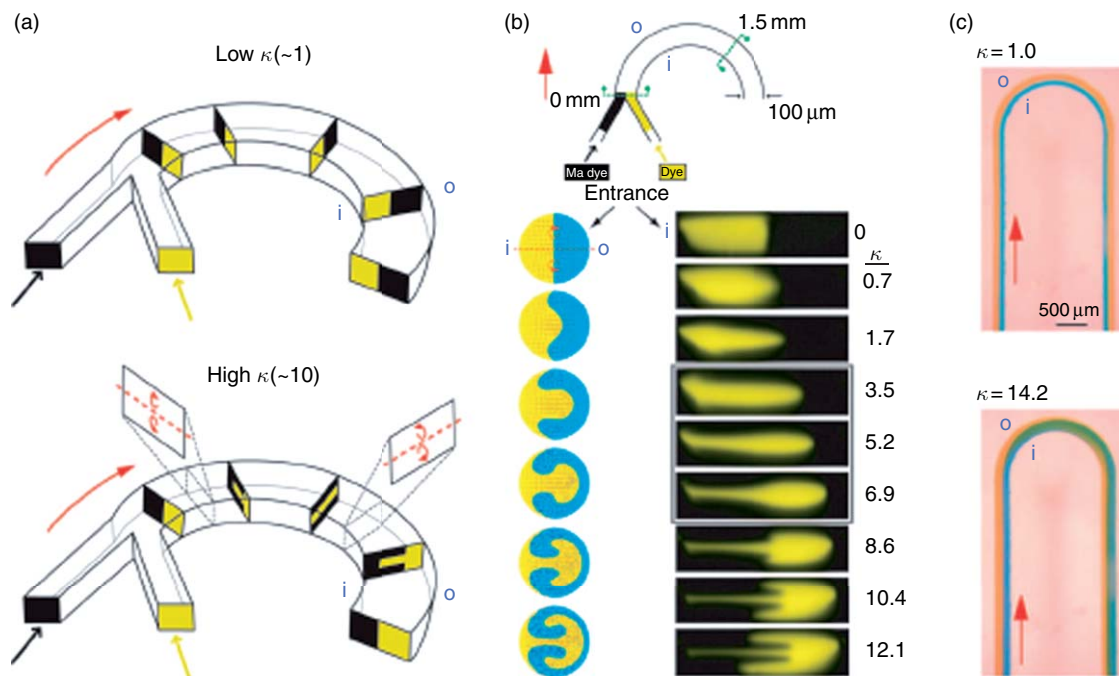 (a)
Low κ(~1)
o
i
High κ(~10)
i
o
(b)
o
1.5 mm
i
0 mm
100 μm
Ma dye
Dye
Entrance
i
o
i
0
κ
0.7
1.7
3.5
5.2
6.9
8.6
10.4
12.1
(c)
κ = 1.0
o
i
500 μm
κ = 14.2
o
i